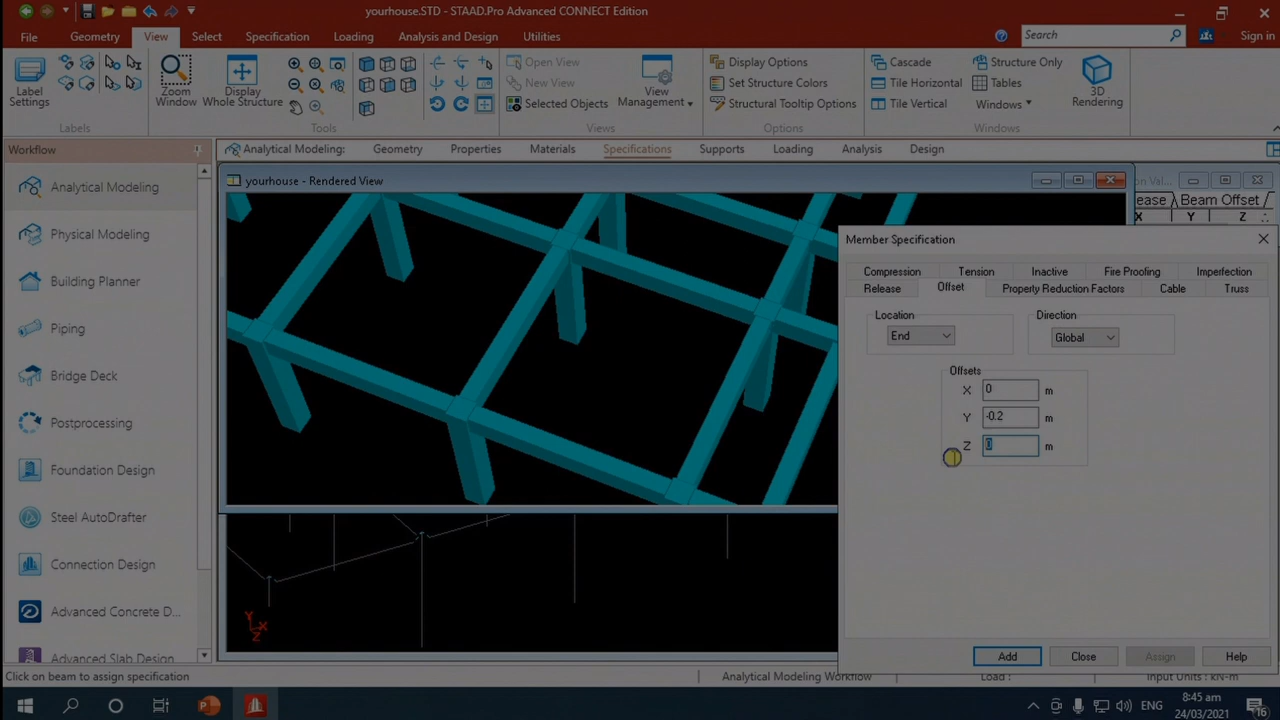 yourhouse.STD - STAAD.Pro Advanced CONNECT Edition
File Geometry View Select Specification Loading Analysis and Design Utilities Search Sign in
Label Settings
Labels
Zoom Window
Display Whole Structure
Tools
Open View
New View
Selected Objects
View Management
Views
Display Options
Set Structure Colors
Structural Tooltip Options
Options
Cascade
Tile Horizontal
Tile Vertical
Structure Only
Tables
Windows
Windows
3D Rendering
Workflow
Analytical Modeling: Geometry Properties Materials Specifications Supports Loading Analysis Design
Analytical Modeling
Physical Modeling
Building Planner
Piping
Bridge Deck
Postprocessing
Foundation Design
Steel AutoDrafter
Connection Design
Advanced Concrete D...
Advanced Slab Design
yourhouse - Rendered View
on Val...
ease Beam Offset
X Y Z
Member Specification
Compression Tension Inactive Fire Proofing Imperfection
Release Offset Property Reduction Factors Cable Truss
Location
End
Direction
Global
Offsets
X 0 m
Y -0.2 m
Z 0 m
Add Close Assign Help
Y
X
Z
Click on beam to assign specification
Analytical Modeling Workflow Load : Input Units : kN-m
ENG
8:45 am
24/03/2021
16